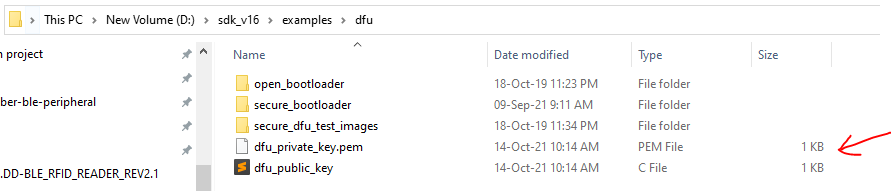 This PC > New Volume (D:) > sdk_v16 > examples > dfu
n project
ber-ble-peripheral
.DD-BLE_RFID_READER_REV2.1
Name Date modified Type Size
open_bootloader 18-Oct-19 11:23 PM File folder
secure_bootloader 09-Sep-21 9:11 AM File folder
secure_dfu_test_images 18-Oct-19 11:34 PM File folder
dfu_private_key.pem 14-Oct-21 10:14 AM PEM File 1 KB
dfu_public_key 14-Oct-21 10:14 AM C File 1 KB